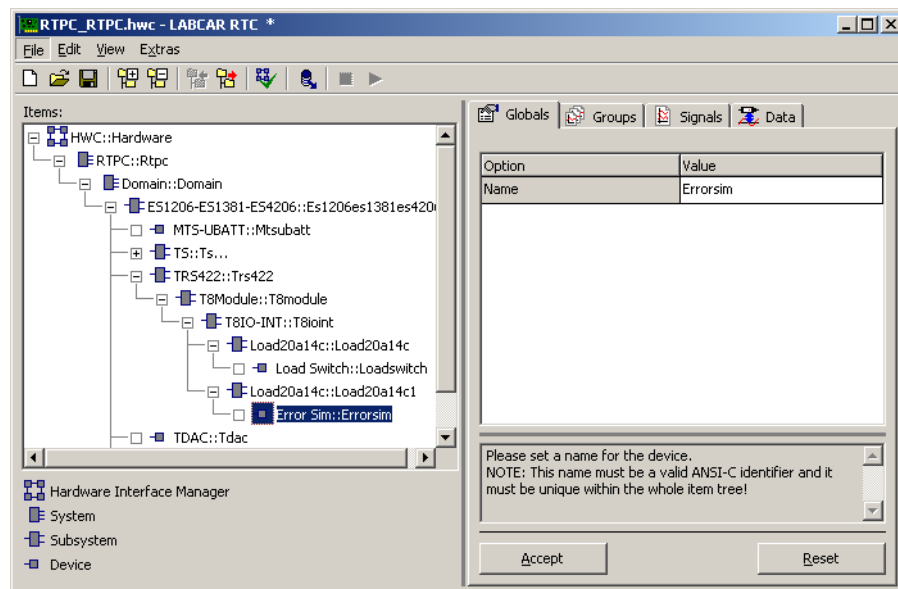 RTPC_RTPC.hwc - LABCAR RTC *
File Edit View Extras
Items:
HWC::Hardware
RTPC::Rtpc
Domain::Domain
ES1206-ES1381-ES4206::Es1206es1381es420
MTS-UBATT::Mtsubatt
TS::Ts...
TRS422::Trs422
T8Module::T8module
T8IO-INT::T8ioint
Load20a14c::Load20a14c
Load Switch::Loadswitch
Load20a14c::Load20a14c1
Error Sim::Errorsim
TDAC::Tdac
Hardware Interface Manager
System
Subsystem
Device
Globals Groups Signals Data
Option Value
Name Errorsim
Please set a name for the device.
NOTE: This name must be a valid ANSI-C identifier and it
must be unique within the whole item tree!
Accept Reset